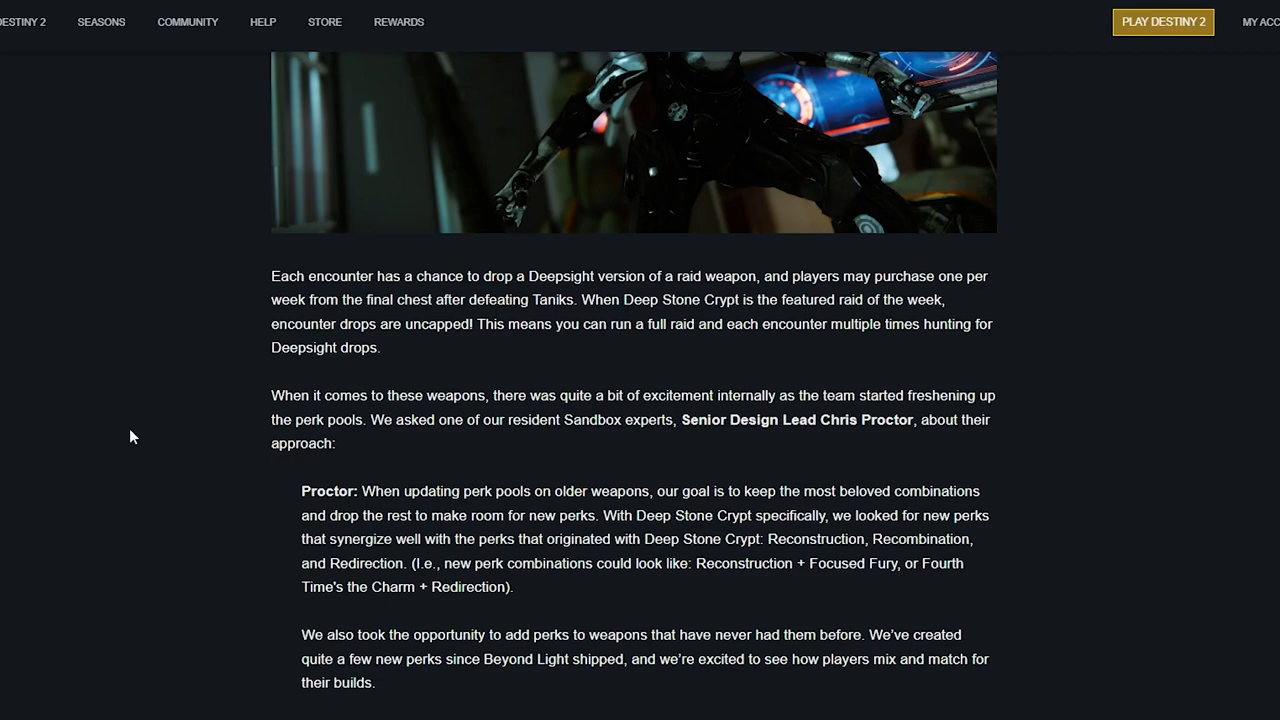 DESTINY 2 SEASONS COMMUNITY HELP STORE REWARDS PLAY DESTINY 2 MY ACC
Each encounter has a chance to drop a Deepsight version of a raid weapon, and players may purchase one per
week from the final chest after defeating Taniks. When Deep Stone Crypt is the featured raid of the week,
encounter drops are uncapped! This means you can run a full raid and each encounter multiple times hunting for
Deepsight drops.
When it comes to these weapons, there was quite a bit of excitement internally as the team started freshening up
the perk pools. We asked one of our resident Sandbox experts, Senior Design Lead Chris Proctor, about their
approach:
Proctor: When updating perk pools on older weapons, our goal is to keep the most beloved combinations
and drop the rest to make room for new perks. With Deep Stone Crypt specifically, we looked for new perks
that synergize well with the perks that originated with Deep Stone Crypt: Reconstruction, Recombination,
and Redirection. (I.e., new perk combinations could look like: Reconstruction + Focused Fury, or Fourth
Time's the Charm + Redirection).
We also took the opportunity to add perks to weapons that have never had them before. We’ve created
quite a few new perks since Beyond Light shipped, and we’re excited to see how players mix and match for
their builds.